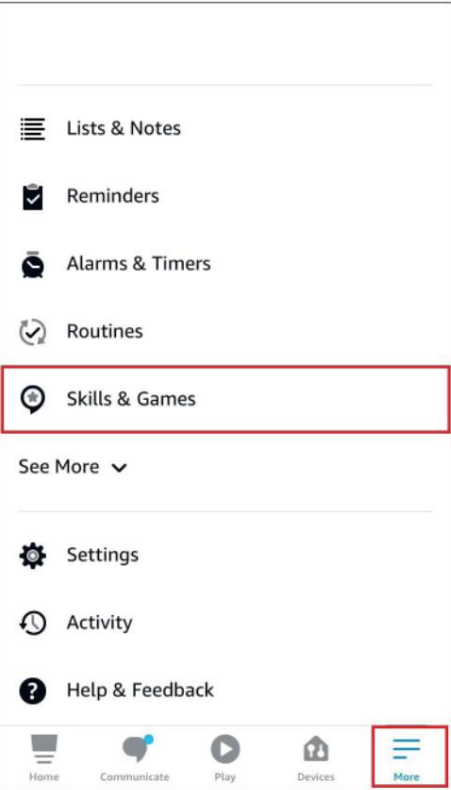 Lists & Notes
Reminders
Alarms & Timers
Routines
Skills & Games
See More
Settings
Activity
Help & Feedback
Home Communicate Play Devices More